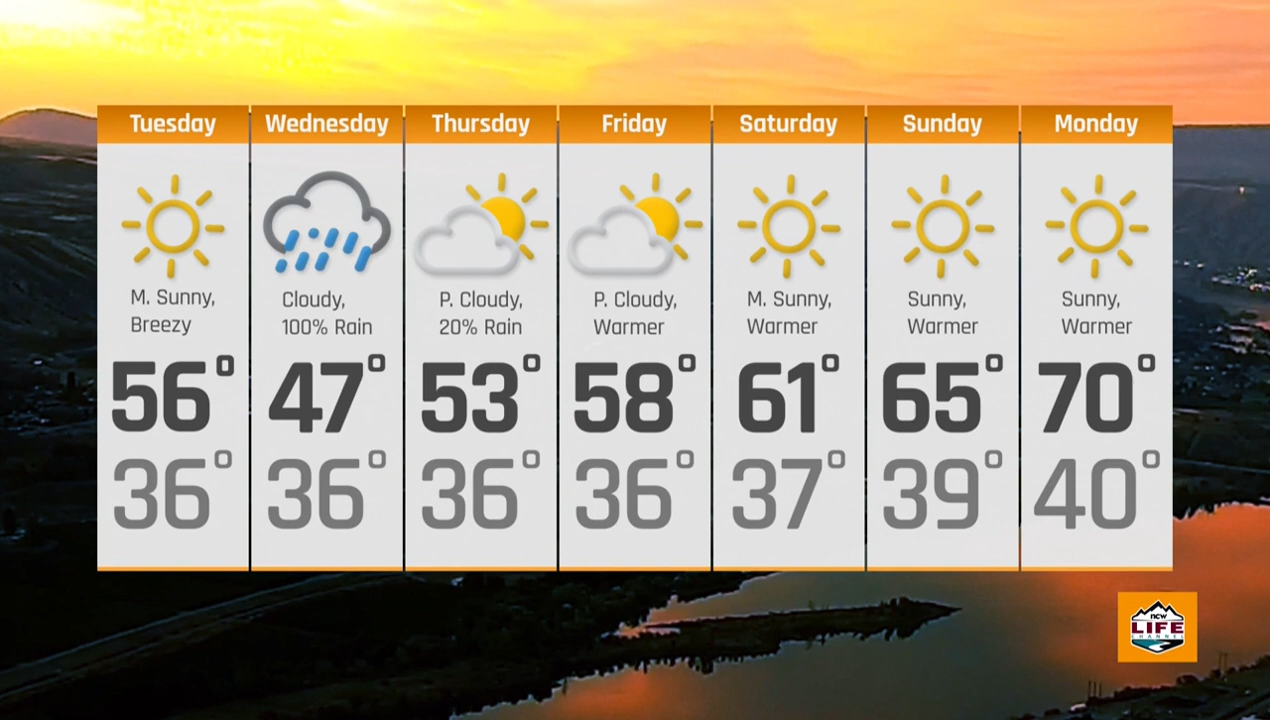 Tuesday
M. Sunny,
Breezy
56°
36°
Wednesday
Cloudy,
100% Rain
47°
36°
Thursday
P. Cloudy,
20% Rain
53°
36°
Friday
P. Cloudy,
Warmer
58°
36°
Saturday
M. Sunny,
Warmer
61°
37°
Sunday
Sunny,
Warmer
65°
39°
Monday
Sunny,
Warmer
70°
40°
ncw
LIFE
CHANNEL